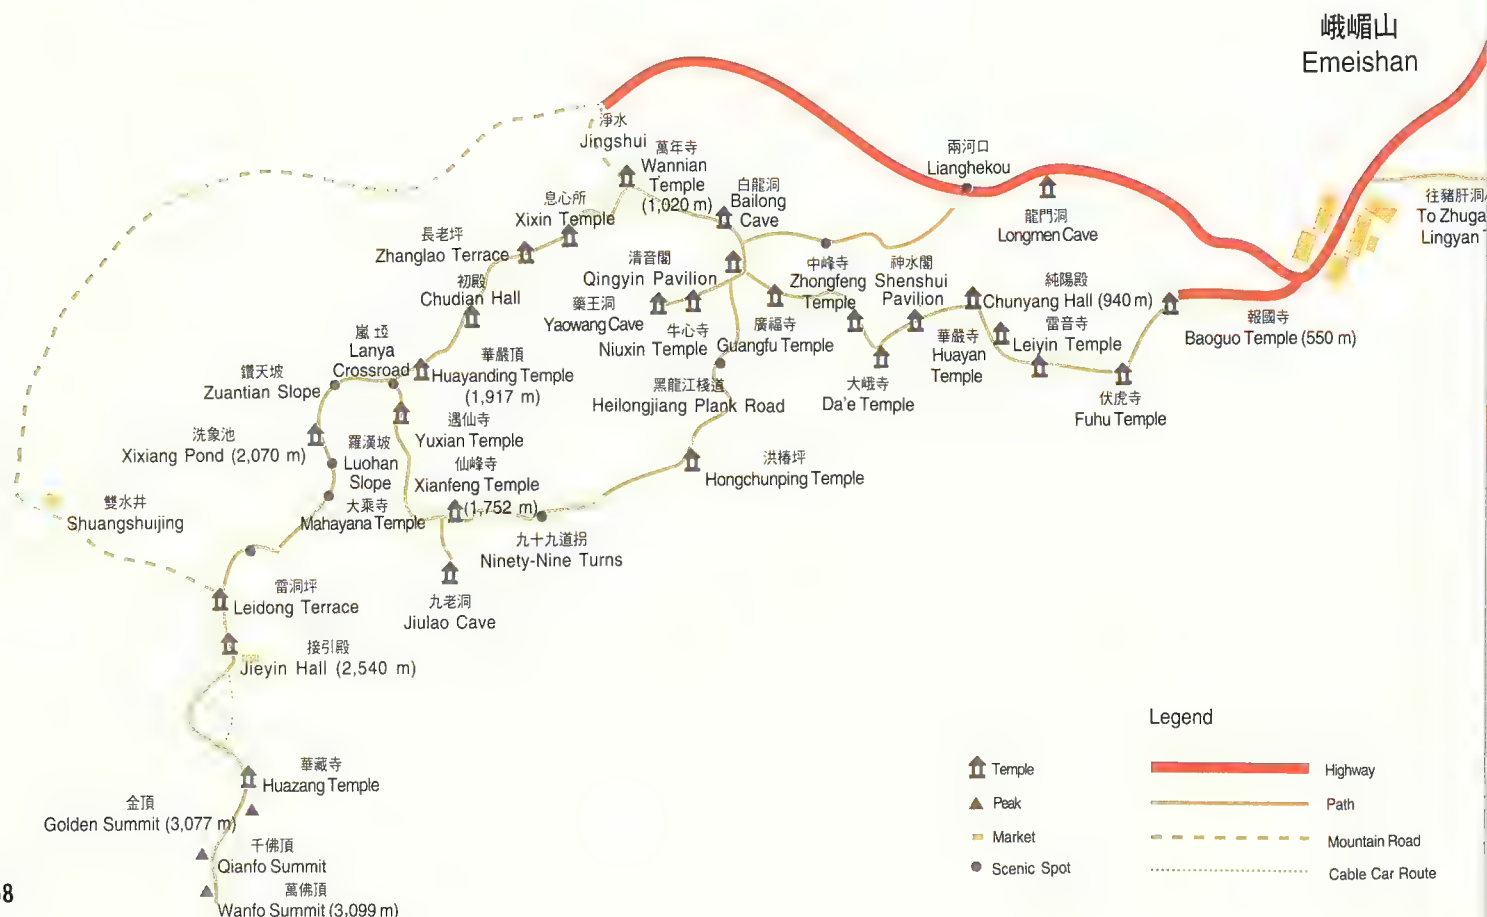 峨嵋山
Emeishan
淨水
Jingshui
萬年寺
Wannian
Temple
(1,020 m)
兩河口
Lianghekou
龍門洞
Longmen Cave
往豬肝洞
To Zhuga
Lingyan
白龍洞
Bailong
Cave
息心所
Xixin Temple
長老坪
Zhanglao Terrace
初殿
Chudian Hall
清音閣
Qingyin Pavilion
藥王洞
Yaowang Cave
牛心寺
Niuxin Temple
中峰寺
Zhongfeng
Temple
神水閣
Shenshui
Pavilion
純陽殿
Chunyang Hall (940 m)
雷音寺
Leiyin Temple
報國寺
Baoguo Temple (550 m)
廣福寺
Guangfu Temple
華嚴寺
Huayan
Temple
大峨寺
Da'e Temple
伏虎寺
Fuhu Temple
嵐埡
Lanya
Crossroad
華嚴頂
Huayanding Temple
(1,917 m)
鑽天坡
Zuantian Slope
黑龍江棧道
Heilongjiang Plank Road
遇仙寺
Yuxian Temple
洗象池
Xixiang Pond (2,070 m)
羅漢坡
Luohan
Slope
仙峰寺
Xianfeng Temple
(1,752 m)
洪椿坪
Hongchunping Temple
雙水井
Shuangshuijing
大乘寺
Mahayana Temple
九十九道拐
Ninety-Nine Turns
雷洞坪
Leidong Terrace
九老洞
Jiulao Cave
接引殿
Jieyin Hall (2,540 m)
華藏寺
Huazang Temple
金頂
Golden Summit (3,077 m)
千佛頂
Qianfo Summit
萬佛頂
Wanfo Summit (3,099 m)
Legend
Temple
Peak
Market
Scenic Spot
Highway
Path
Mountain Road
Cable Car Route
8